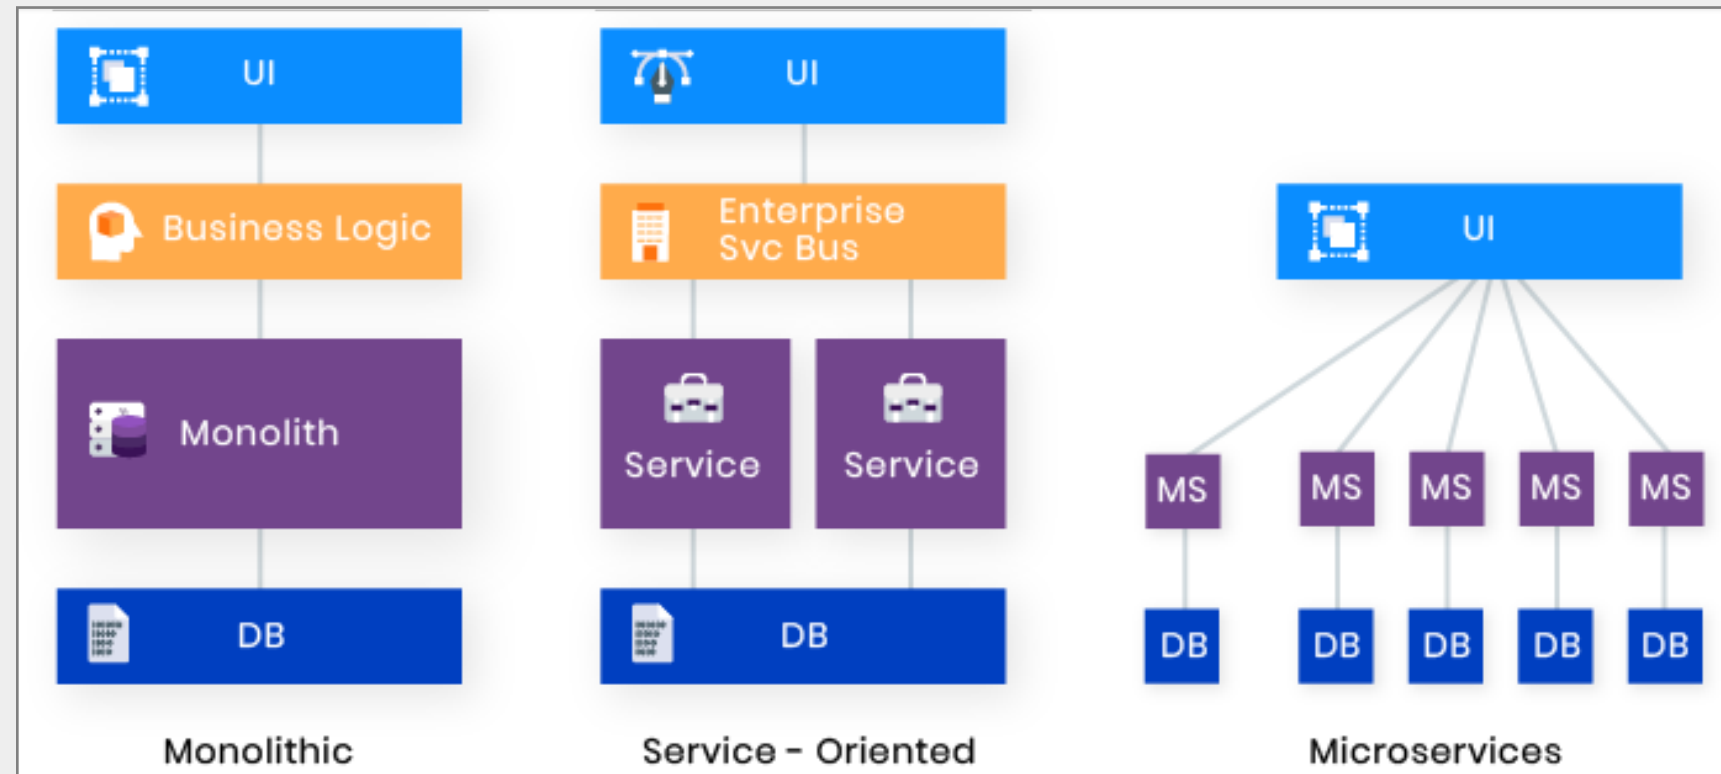 UI
Business Logic
Monolith
DB
Monolithic
UI
Enterprise
Svc Bus
Service
Service
DB
Service - Oriented
UI
MS
MS
MS
MS
MS
DB
DB
DB
DB
DB
Microservices